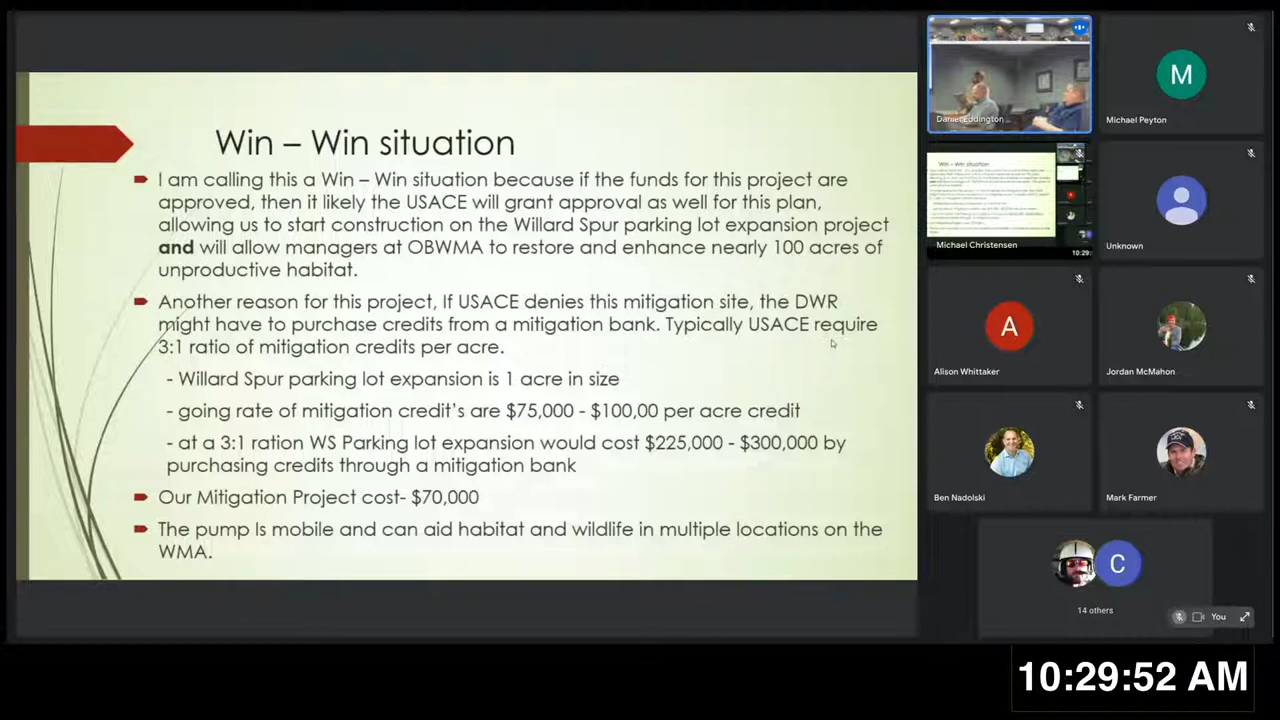 Win – Win situation
I am calling this a Win – Win situation because if the funds for this project are
approved, then it likely the USACE will grant approval as well for this plan,
allowing us to start construction on the Willard Spur parking lot expansion project
and will allow managers at OBWMA to restore and enhance nearly 100 acres of
unproductive habitat.
Another reason for this project, If USACE denies this mitigation site, the DWR
might have to purchase credits from a mitigation bank. Typically USACE require
3:1 ratio of mitigation credits per acre.
- Willard Spur parking lot expansion is 1 acre in size
- going rate of mitigation credit's are $75,000 - $100,00 per acre credit
- at a 3:1 ration WS Parking lot expansion would cost $225,000 - $300,000 by
purchasing credits through a mitigation bank
Our Mitigation Project cost- $70,000
The pump Is mobile and can aid habitat and wildlife in multiple locations on the
WMA.
Daniel Eddington
M
Michael Peyton
Win – Win situation
Michael Christensen
10:29:
Unknown
A
Alison Whittaker
Jordan McMahon
Ben Nadolski
Mark Farmer
C
14 others
You
10:29:52 AM